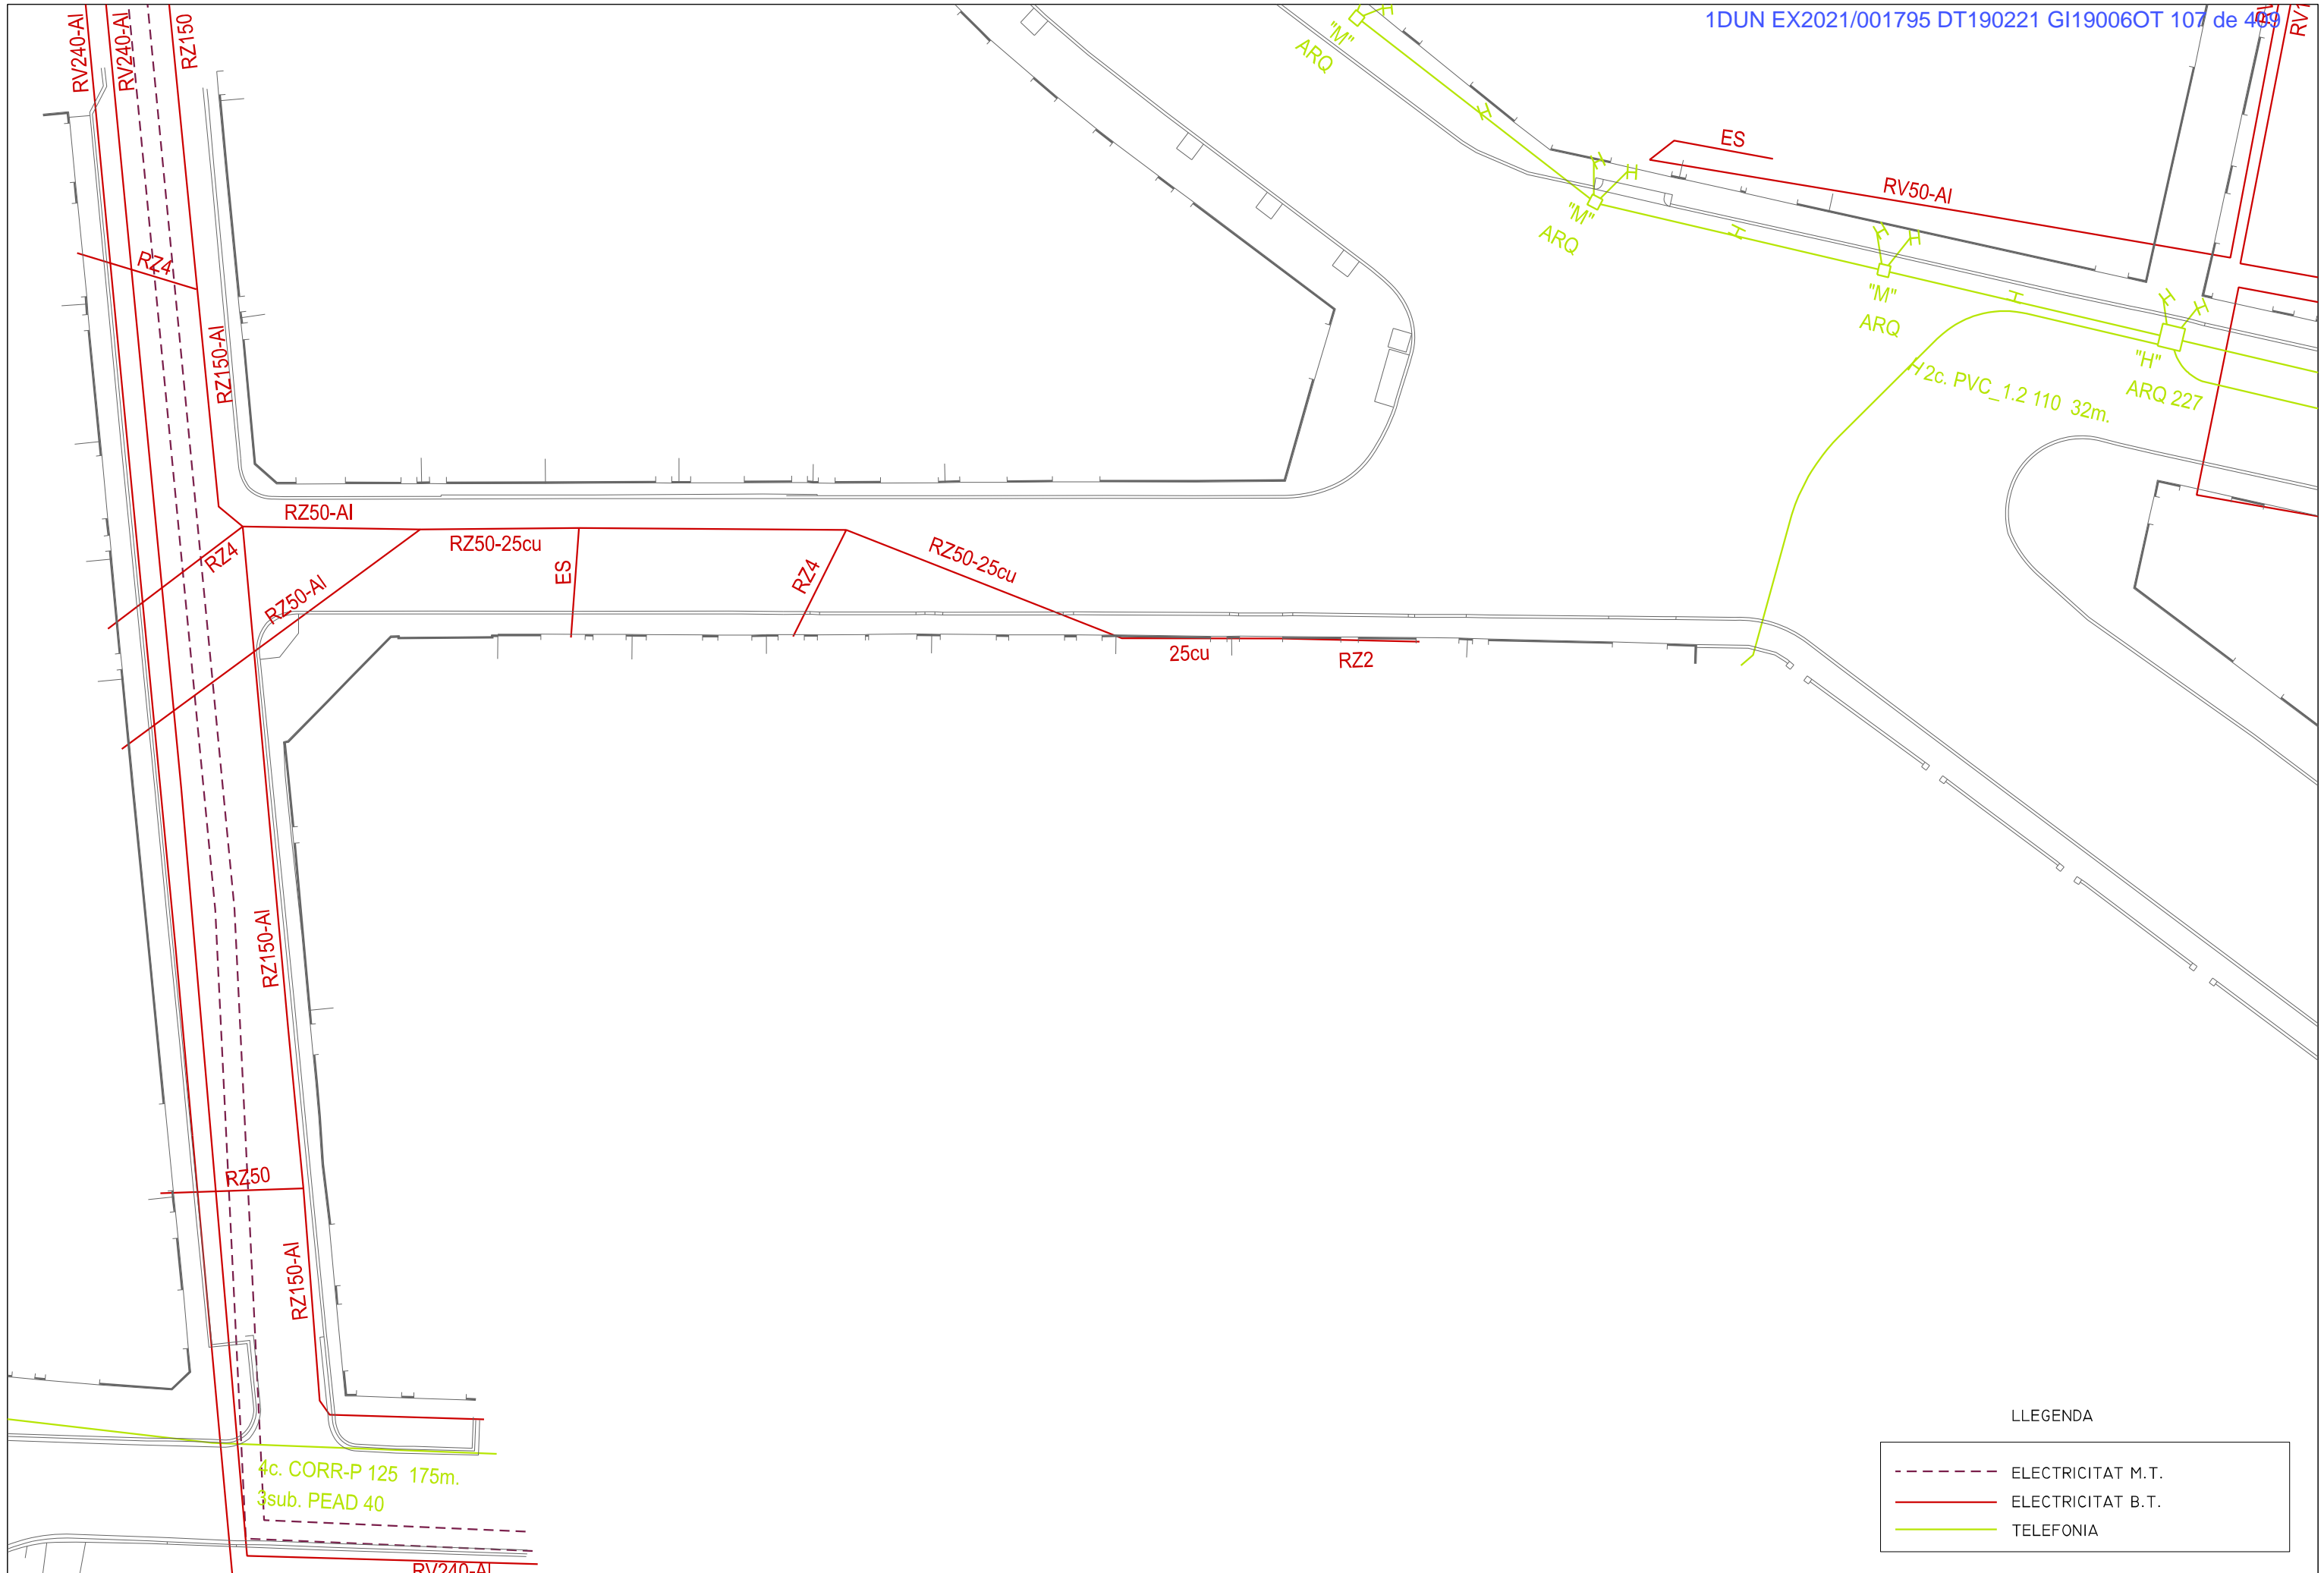 1DUN EX2021/001795 DT190221 GI19006OT 107 de 409
RV240-Al
RV240-Al
RZ150
"M"
ARQ
ES
RV50-Al
"M"
ARQ
RZ4
"M"
ARQ
RZ150-Al
"H"
ARQ 227
2c. PVC_1.2 110 32m.
RZ50-Al
RZ50-25cu
RZ50-25cu
RZ4
ES
RZ4
RZ50-Al
25cu
RZ2
RZ150-Al
RZ50
RZ150-Al
4c. CORR-P 125 175m.
3sub. PEAD 40
RV240-Al
LLEGENDA
ELECTRICITAT M.T.
ELECTRICITAT B.T.
TELEFONIA